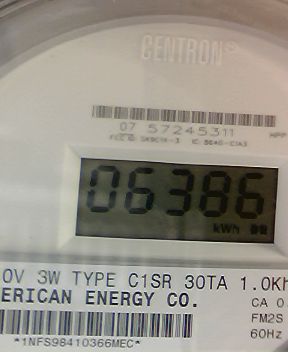 CENTRON®
07 57245311
06386
kWh
0V 3W TYPE C1SR 30TA 1.0Kh
ERICAN ENERGY CO.
CA 0
FM2S
60Hz
*1NFS98410366MEC*